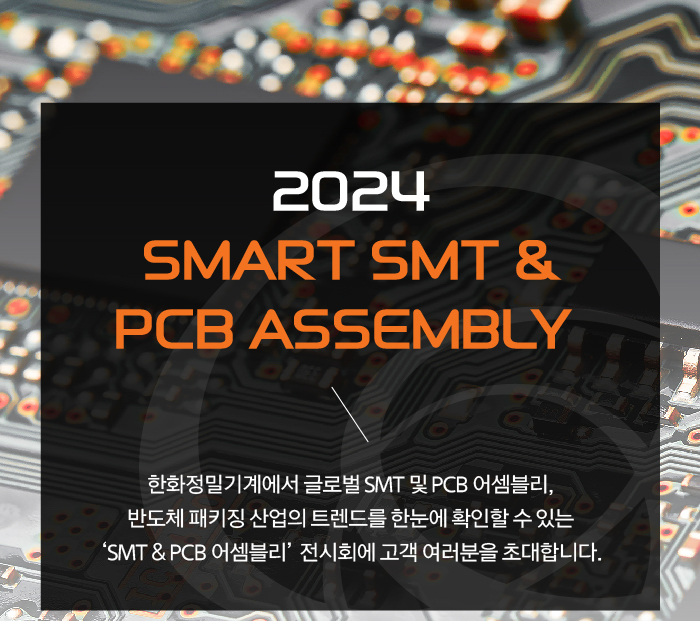 2024
SMART SMT &
PCB ASSEMBLY
한화정밀기계에서 글로벌 SMT 및 PCB 어셈블리,
반도체 패키징 산업의 트렌드를 한눈에 확인할 수 있는
‘SMT & PCB 어셈블리’ 전시회에 고객 여러분을 초대합니다.